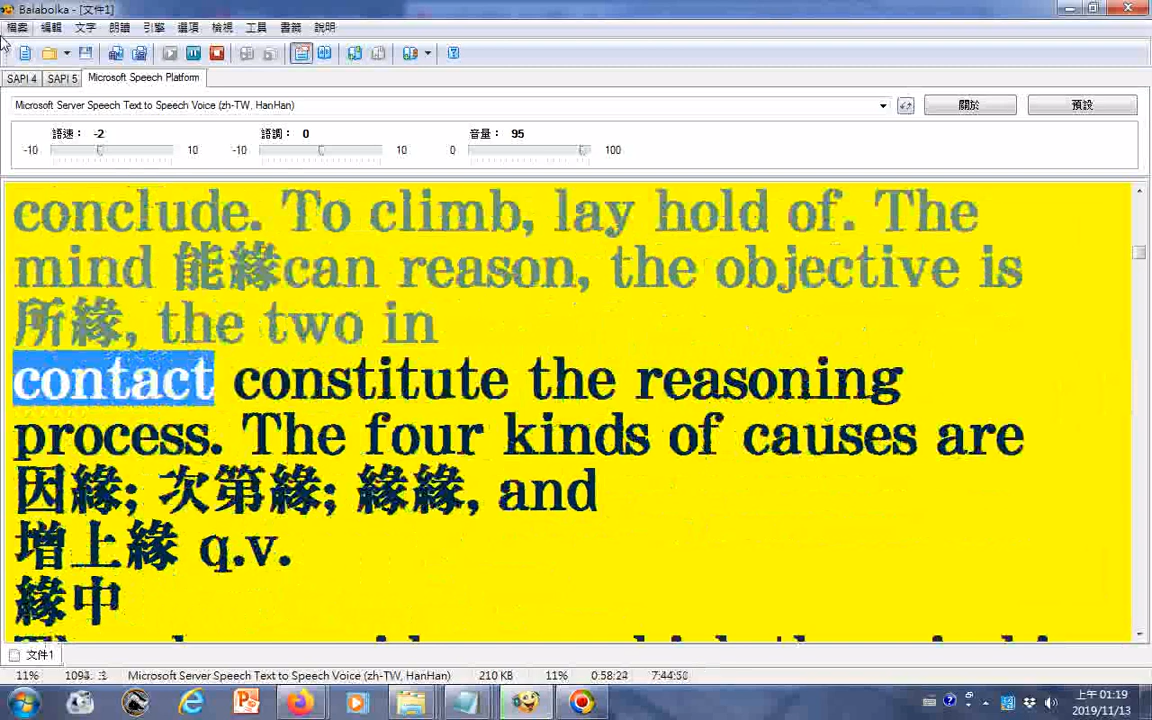 Balabolka - [文件1]
檔案 編輯 文字 朗讀 引擎 選項 檢視 工具 書籤 說明
SAPI 4 SAPI 5 Microsoft Speech Platform
Microsoft Server Speech Text to Speech Voice (zh-TW, HanHan) 關於 預設
語速： -2 語調： 0 音量： 95
-10 10 -10 10 0 100
conclude. To climb, lay hold of. The
mind 能緣can reason, the objective is
所緣, the two in
contact constitute the reasoning
process. The four kinds of causes are
因緣; 次第緣; 緣緣, and
增上緣 q.v.
緣中
文件1
11% Microsoft Server Speech Text to Speech Voice (zh-TW, HanHan) 210 KB 11% 0:58:24 7:44:58
上午 01:19
2019/11/13